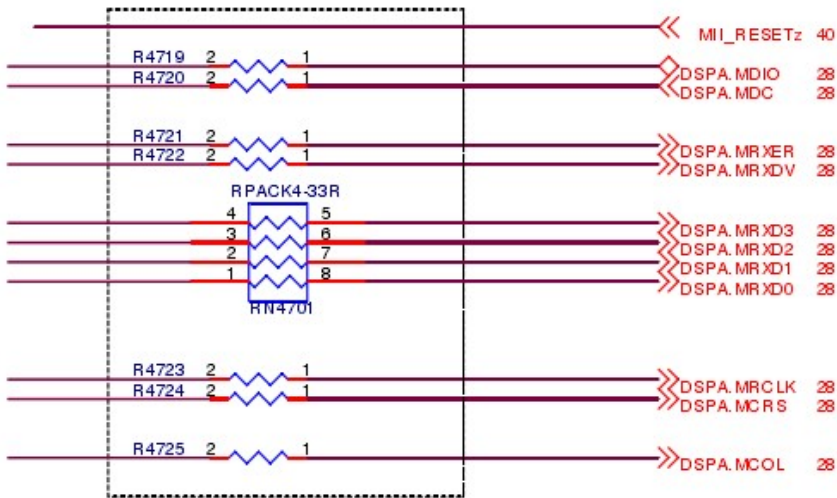 MII_RESETz 40
R4719 2 1 DSPA.MDIO 28
R4720 2 1 DSPA.MDC 28
R4721 2 1 DSPA.MRXER 28
R4722 2 1 DSPA.MRXDV 28
RPACK4-33R
4 5 DSPA.MRXD3 28
3 6 DSPA.MRXD2 28
2 7 DSPA.MRXD1 28
1 8 DSPA.MRXD0 28
RN4701
R4723 2 1 DSPA.MRCLK 28
R4724 2 1 DSPA.MCRS 28
R4725 2 1 DSPA.MCOL 28